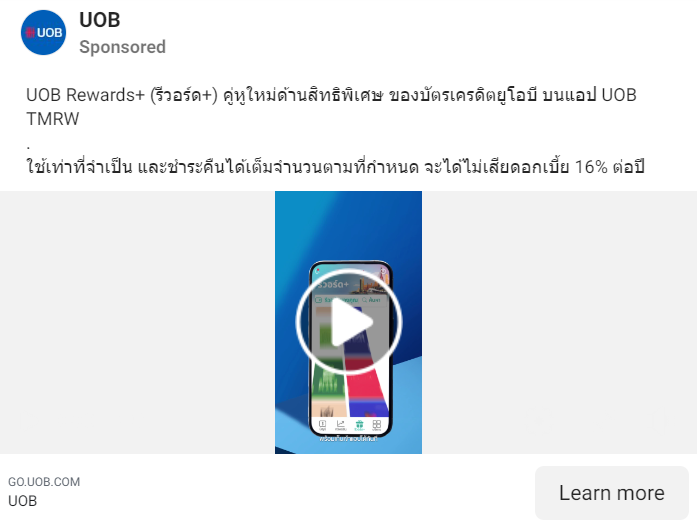 UOB
UOB
Sponsored
UOB Rewards+ (รีวอร์ด+) คู่หูใหม่ด้านสิทธิพิเศษ ของบัตรเครดิตยูโอบี บนแอป UOB
TMRW
.
ใช้เท่าที่จำเป็น และชำระคืนได้เต็มจำนวนตามที่กำหนด จะได้ไม่เสียดอกเบี้ย 16% ต่อปี
รีวอร์ด+
GO.UOB.COM
UOB
Learn more